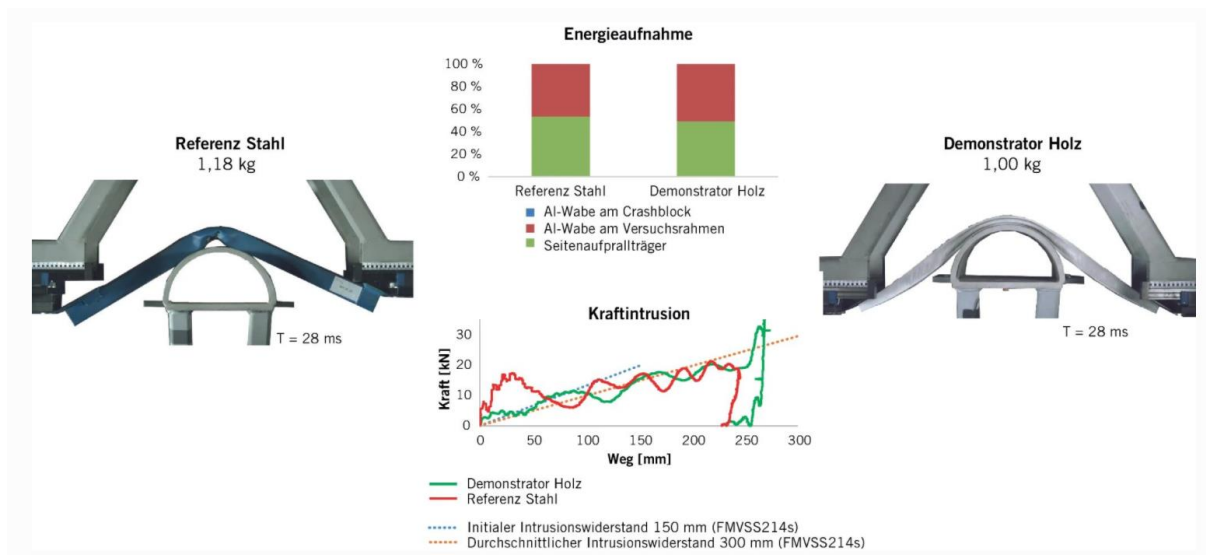 Energieaufnahme
100 %
80 %
60 %
40 %
20 %
0 %
Referenz Stahl
Demonstrator Holz
Al-Wabe am Crashblock
Al-Wabe am Versuchsrahmen
Seitenaufprallträger
Referenz Stahl
1,18 kg
T = 28 ms
Demonstrator Holz
1,00 kg
T = 28 ms
Kraftintrusion
Kraft [kN]
30
20
10
0
0 50 100 150 200 250 300
Weg [mm]
Demonstrator Holz
Referenz Stahl
Initialer Intrusionswiderstand 150 mm (FMVSS214s)
Durchschnittlicher Intrusionswiderstand 300 mm (FMVSS214s)